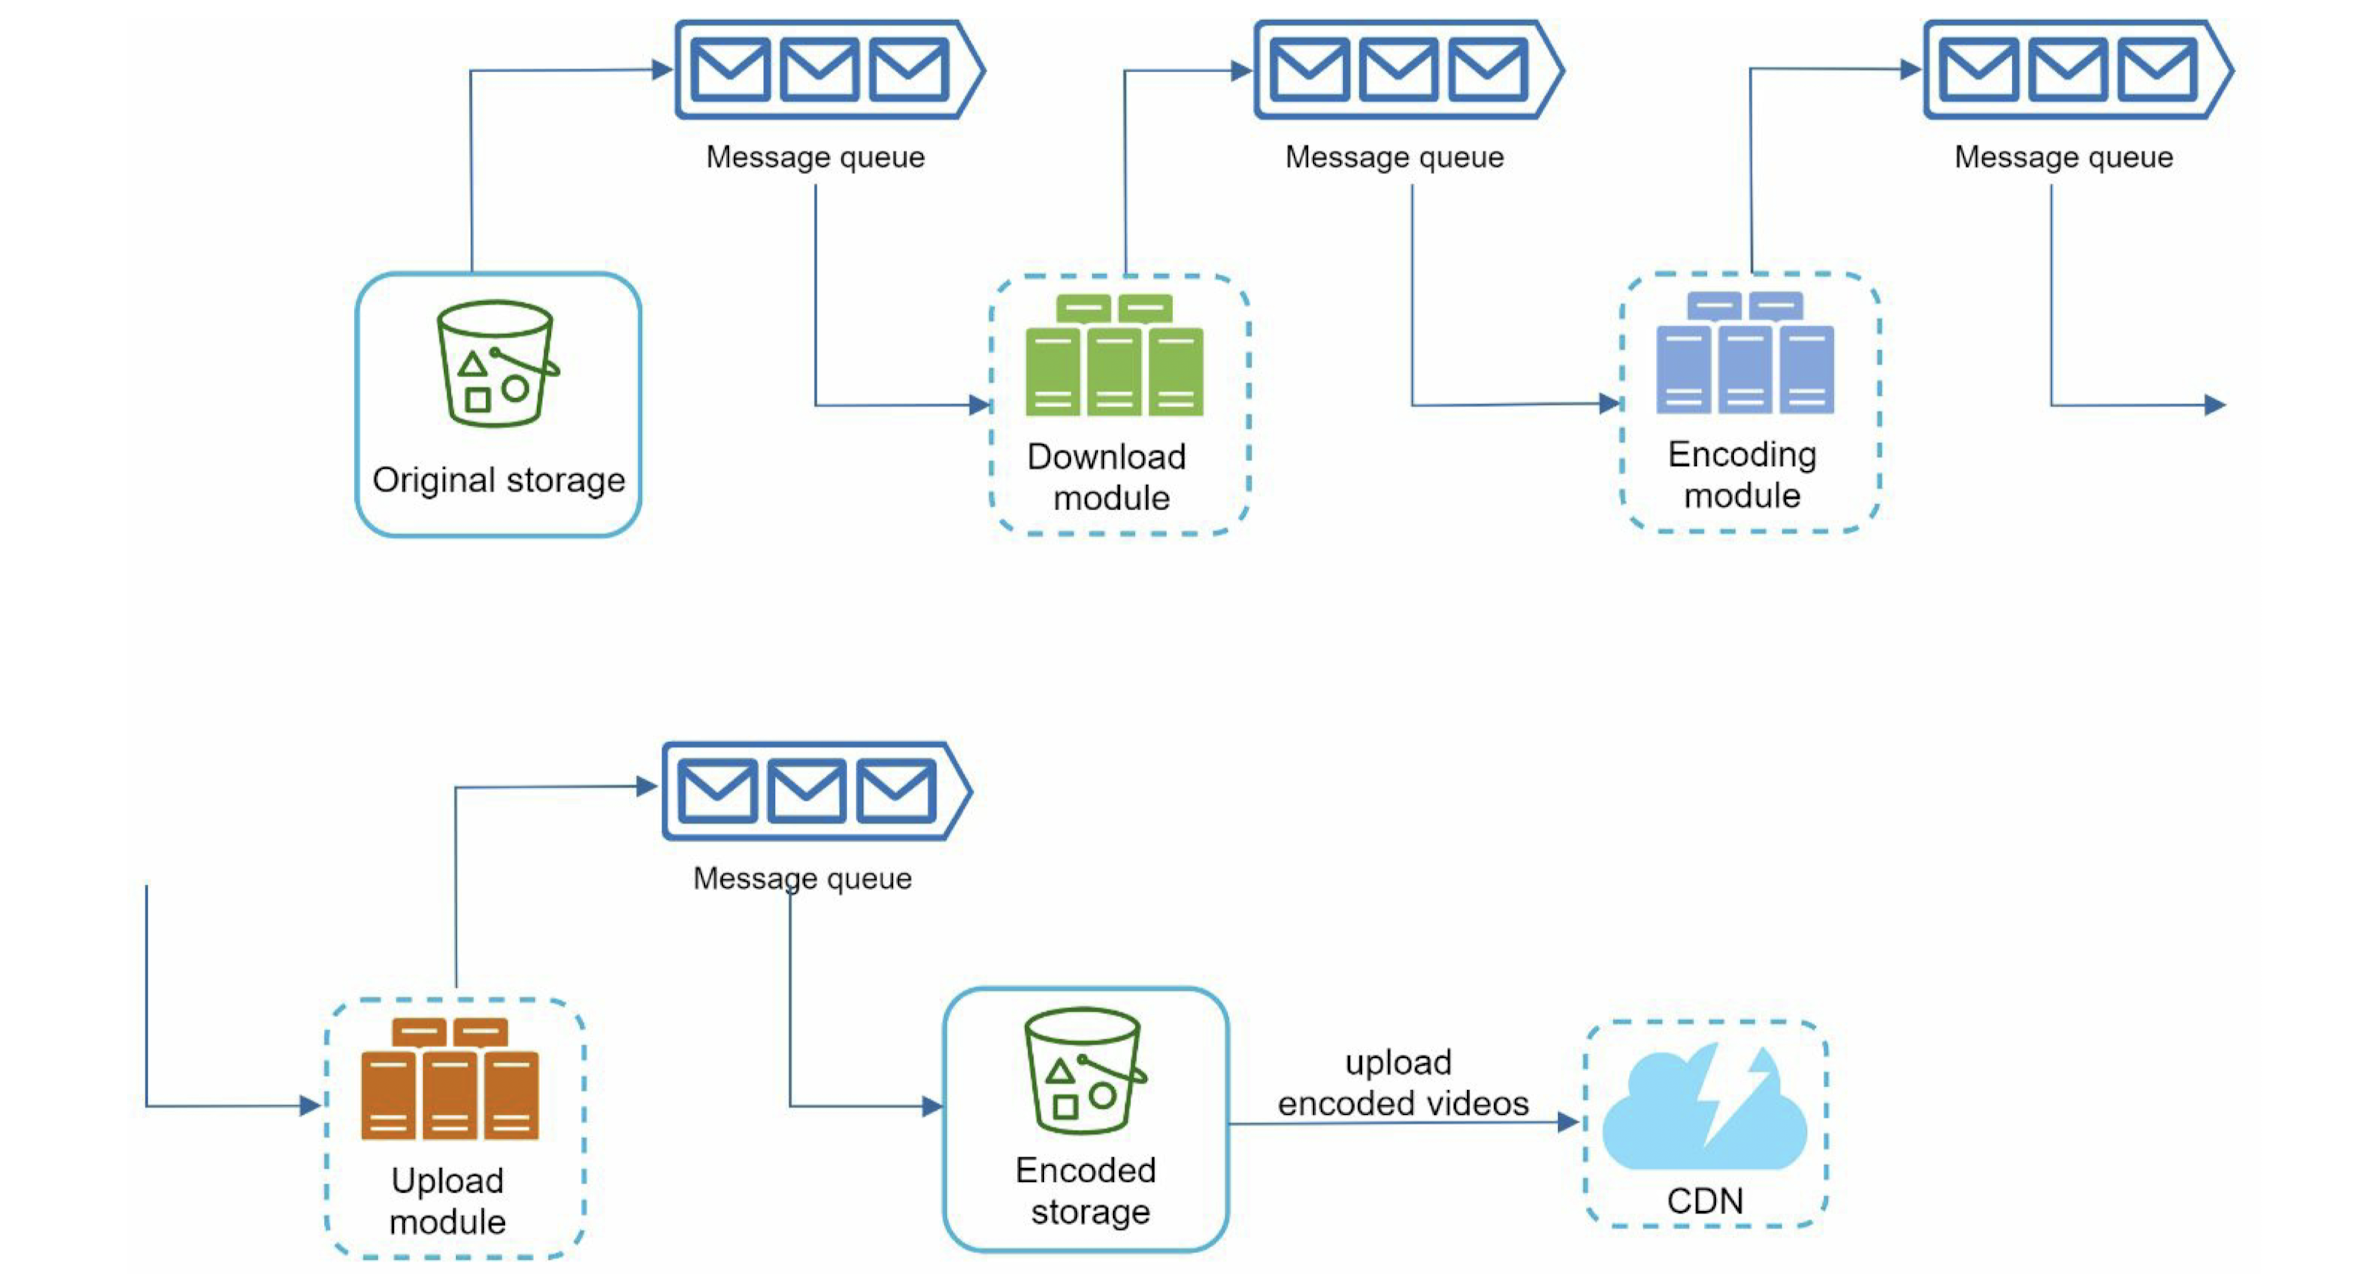 Message queue
Message queue
Message queue
Original storage
Download
module
Encoding
module
Message queue
upload
encoded videos
Upload
module
Encoded
storage
CDN